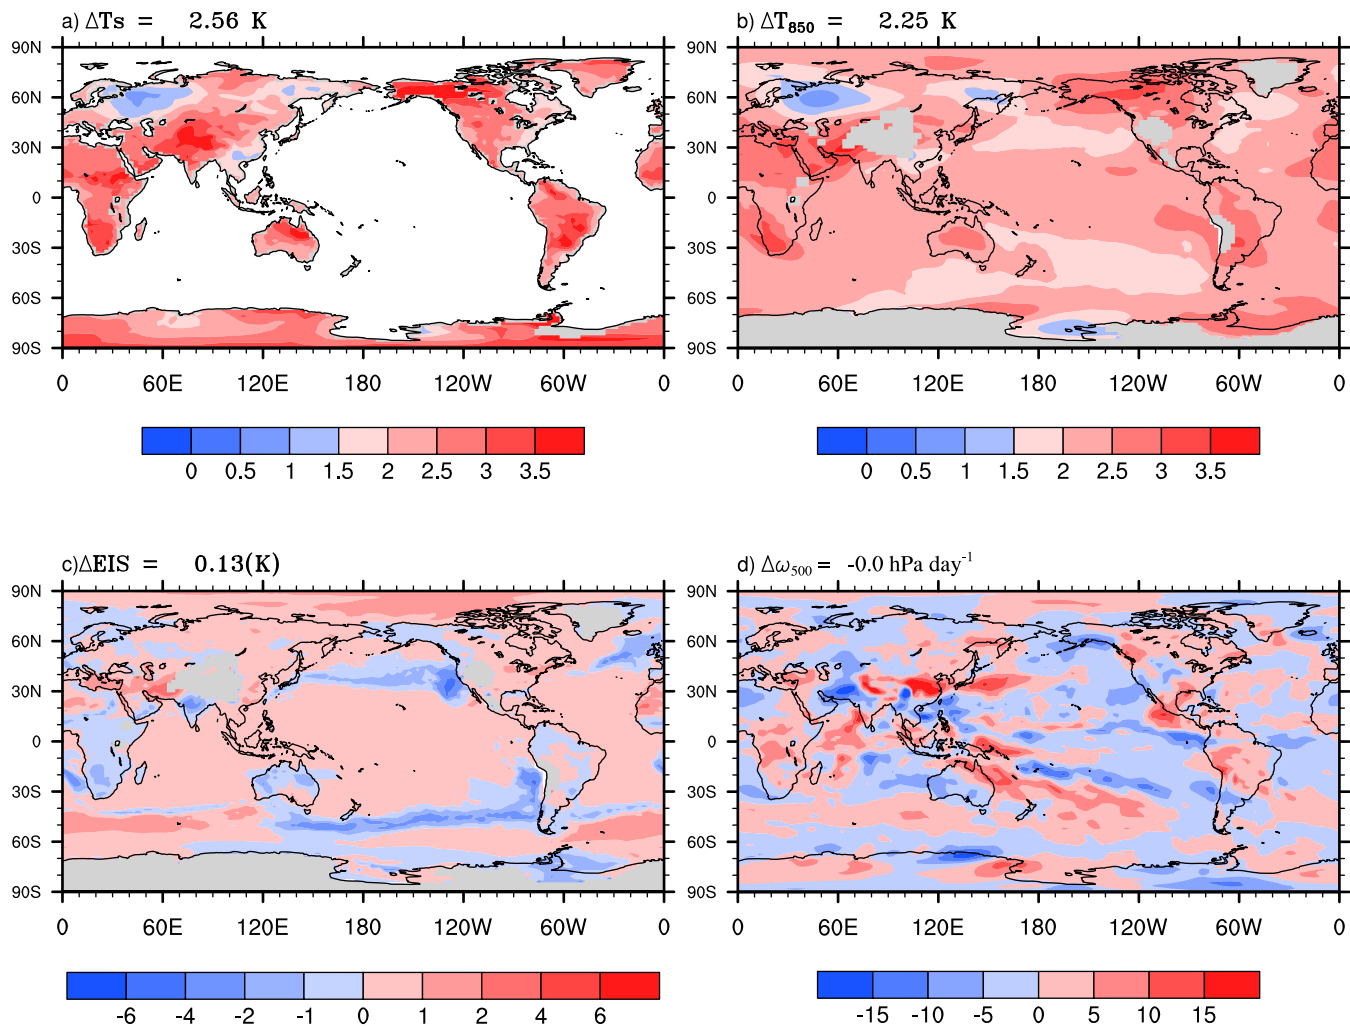 a) ΔTs = 2.56 K
b) ΔT850 = 2.25 K
90N 90N
60N 60N
30N 30N
0 0
30S 30S
60S 60S
90S 90S
0 60E 120E 180 120W 60W 0
0 60E 120E 180 120W 60W 0
0 0.5 1 1.5 2 2.5 3 3.5
0 0.5 1 1.5 2 2.5 3 3.5
c)ΔEIS = 0.13(K)
d) Δω500 = -0.0 hPa day-1
90N 90N
60N 60N
30N 30N
0 0
30S 30S
60S 60S
90S 90S
0 60E 120E 180 120W 60W 0
0 60E 120E 180 120W 60W 0
-6 -4 -2 -1 0 1 2 4 6
-15 -10 -5 0 5 10 15